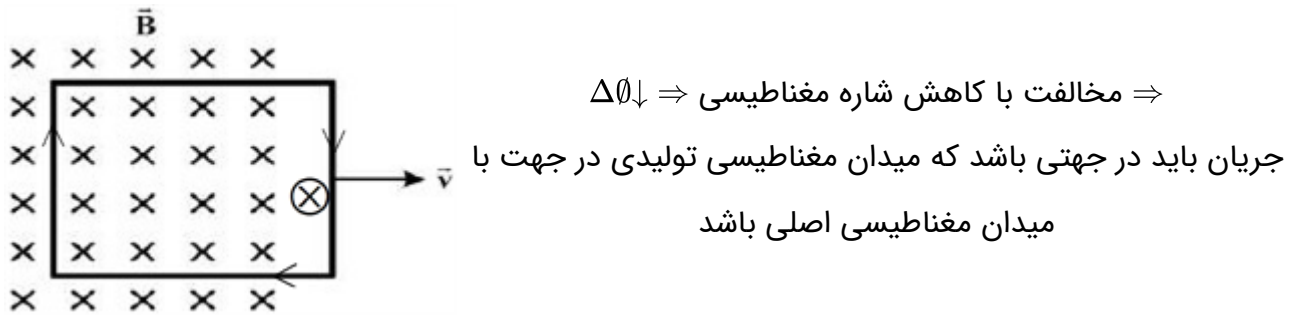 B⃗
⇒ مخالفت با کاهش شاره مغناطیسی ⇒ Δ∅↓
جریان باید در جهتی باشد که میدان مغناطیسی تولیدی در جهت با
v⃗
میدان مغناطیسی اصلی باشد